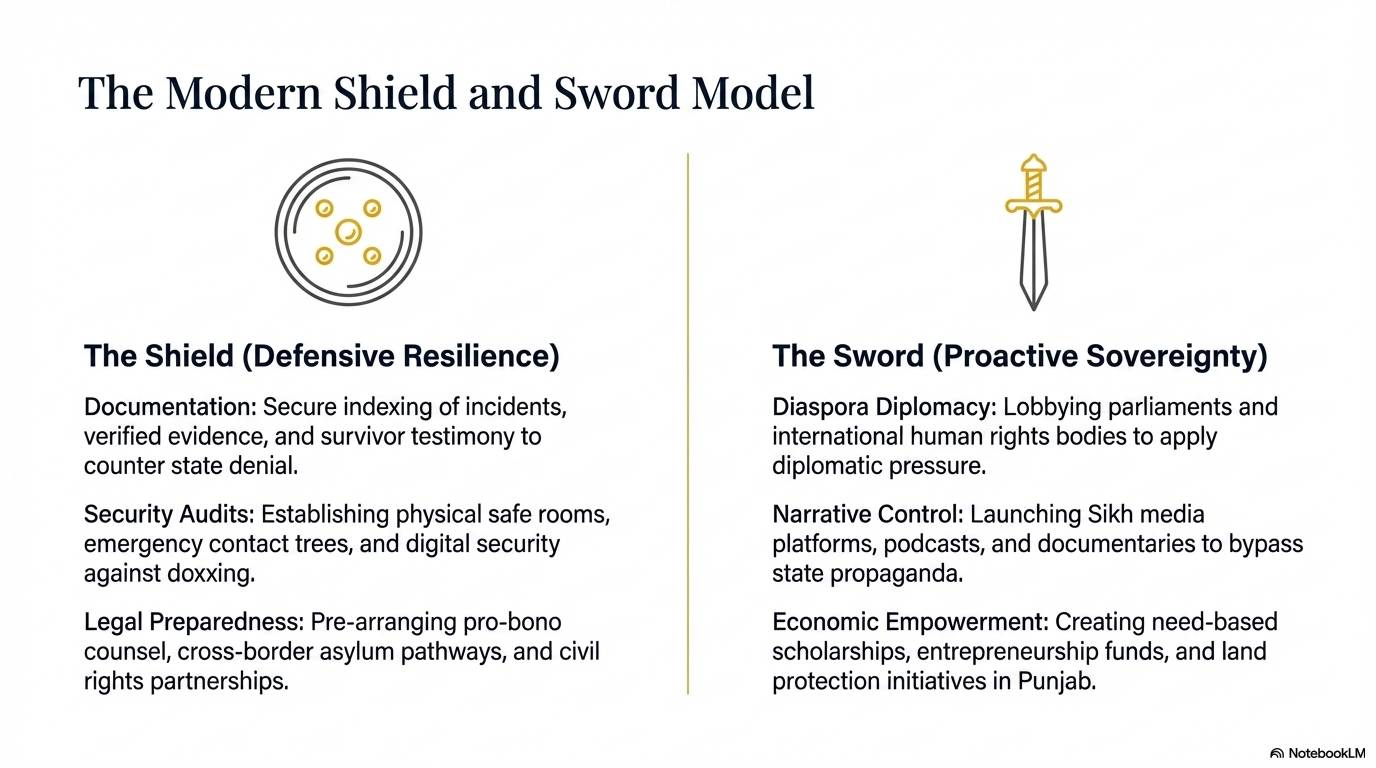 The Modern Shield and Sword Model
The Shield (Defensive Resilience)
Documentation: Secure indexing of incidents,
verified evidence, and survivor testimony to
counter state denial.
Security Audits: Establishing physical safe rooms,
emergency contact trees, and digital security
against doxxing.
Legal Preparedness: Pre-arranging pro-bono
counsel, cross-border asylum pathways, and civil
rights partnerships.
The Sword (Proactive Sovereignty)
Diaspora Diplomacy: Lobbying parliaments and
international human rights bodies to apply
diplomatic pressure.
Narrative Control: Launching Sikh media
platforms, podcasts, and documentaries to bypass
state propaganda.
Economic Empowerment: Creating need-based
scholarships, entrepreneurship funds, and land
protection initiatives in Punjab.
NotebookLM